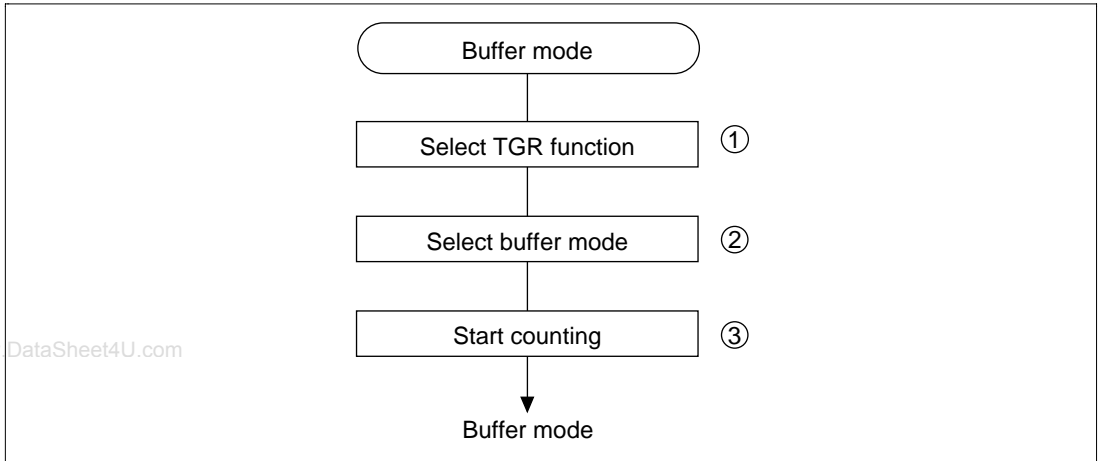 Buffer mode
Select TGR function ①
Select buffer mode ②
Start counting ③
.DataSheet4U.com
Buffer mode